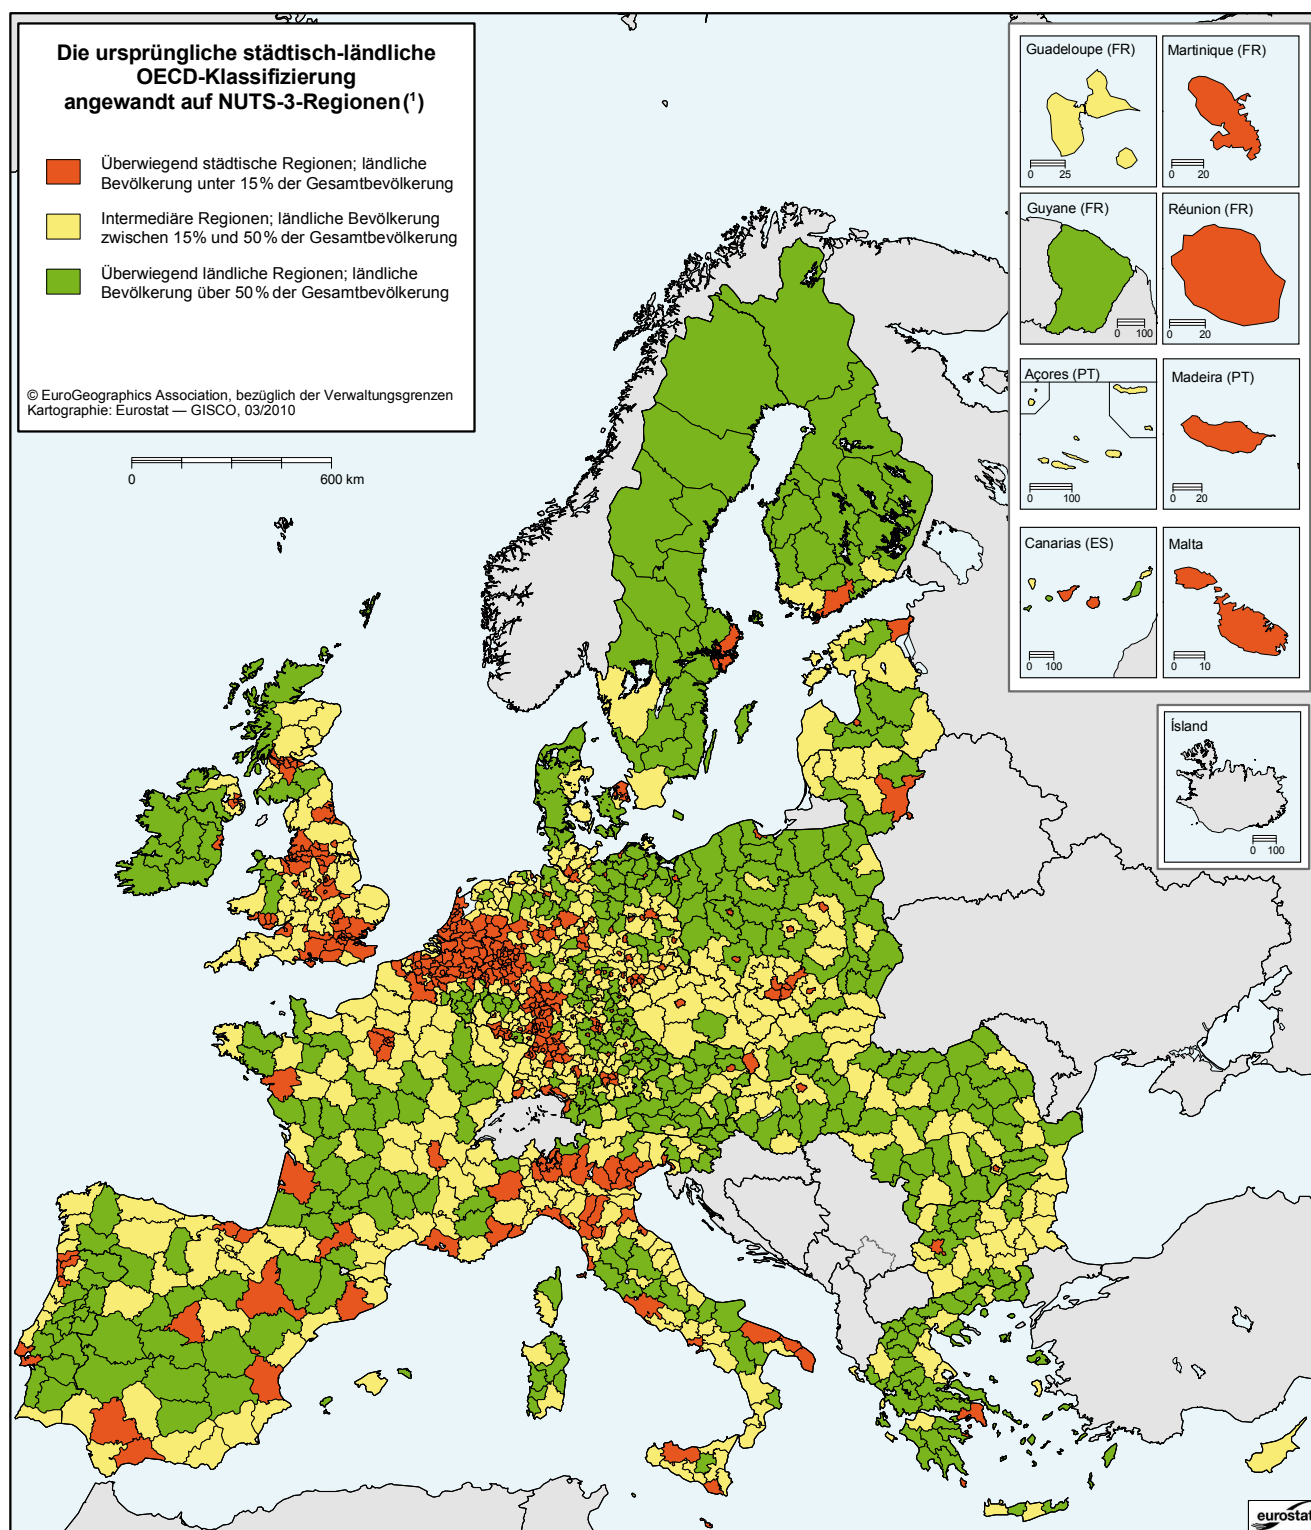 Die ursprüngliche städtisch-ländliche
OECD-Klassifizierung
angewandt auf NUTS-3-Regionen(¹)
Überwiegend städtische Regionen; ländliche
Bevölkerung unter 15% der Gesamtbevölkerung
Intermediäre Regionen; ländliche Bevölkerung
zwischen 15% und 50% der Gesamtbevölkerung
Überwiegend ländliche Regionen; ländliche
Bevölkerung über 50% der Gesamtbevölkerung
© EuroGeographics Association, bezüglich der Verwaltungsgrenzen
Kartographie: Eurostat — GISCO, 03/2010
0 600 km
Guadeloupe (FR)
0 25
Martinique (FR)
0 20
Guyane (FR)
0 100
Réunion (FR)
0 20
Açores (PT)
0 100
Madeira (PT)
0 20
Canarias (ES)
0 100
Malta
0 10
Ísland
0 100
eurostat